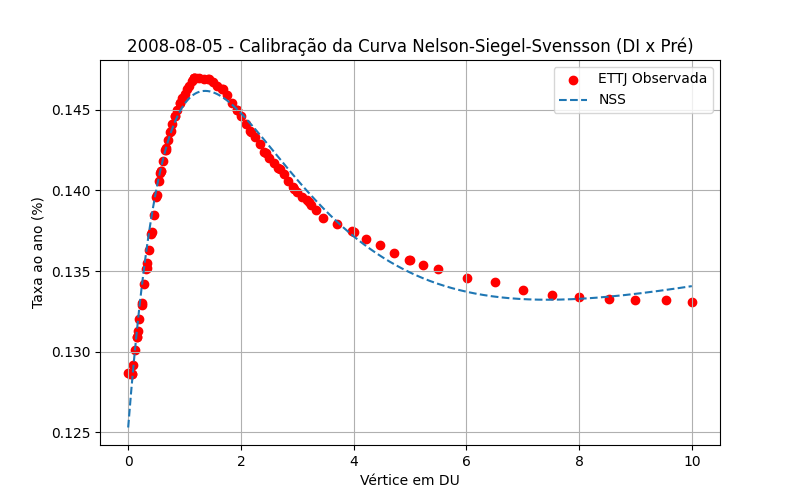 2008-08-05 - Calibração da Curva Nelson-Siegel-Svensson (DI x Pré)
ETTJ Observada
NSS
Taxa ao ano (%)
0.145
0.140
0.135
0.130
0.125
0 2 4 6 8 10
Vértice em DU